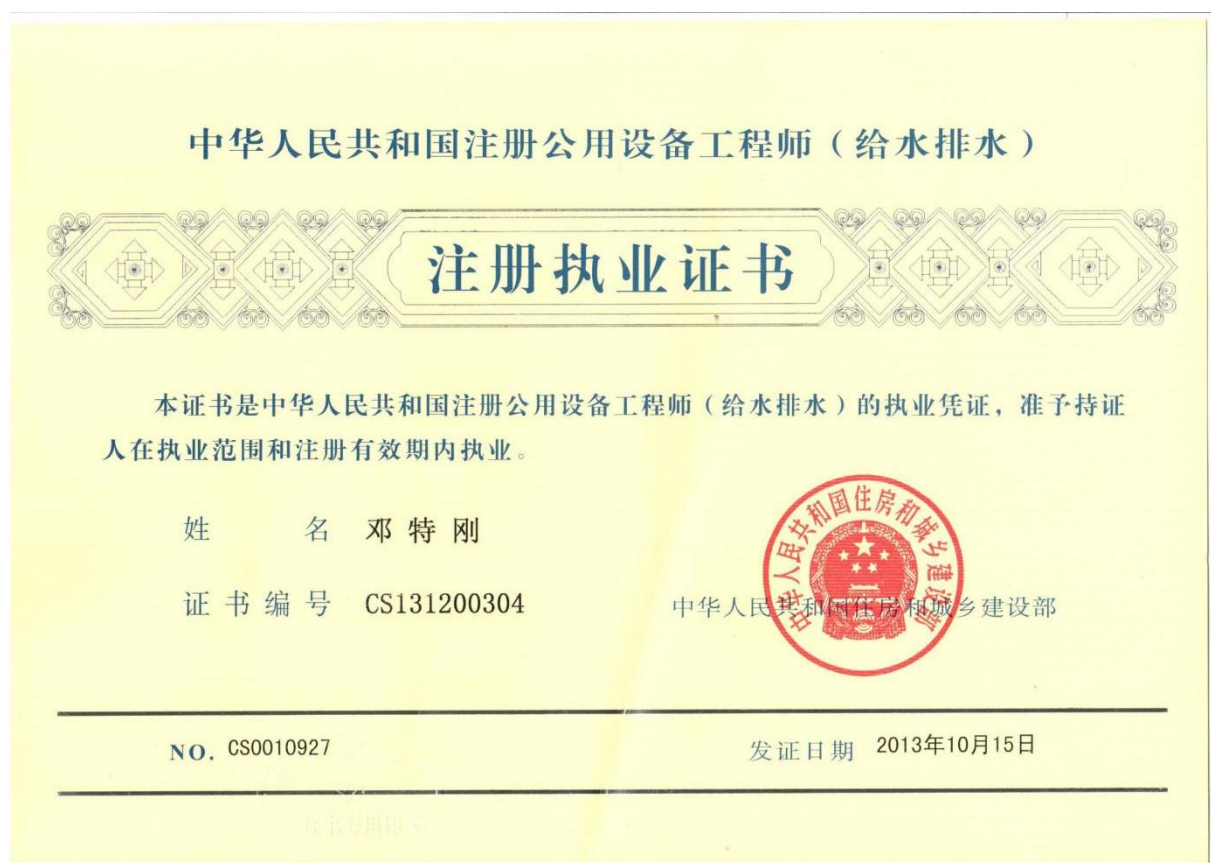 中华人民共和国注册公用设备工程师（给水排水）
注册执业证书
本证书是中华人民共和国注册公用设备工程师（给水排水）的执业凭证，准予持证
人在执业范围和注册有效期内执业。
姓 名 邓特刚
证书编号 CS131200304
中华人民共和国住房和城乡建设部
中华人民共和国住房和城乡建设部
NO. CS0010927
发证日期 2013年10月15日